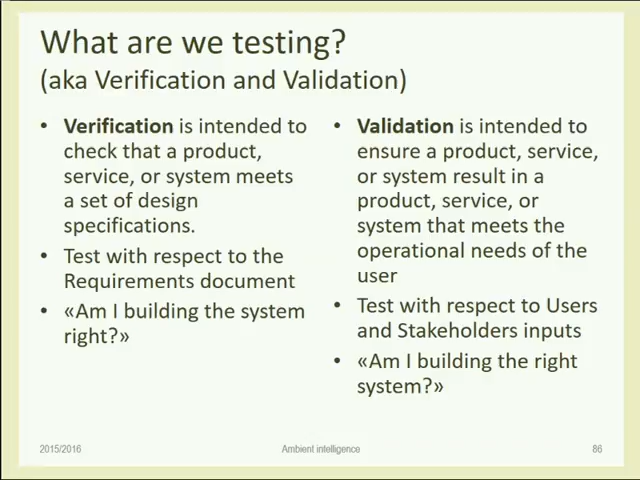 What are we testing?
(aka Verification and Validation)
• Verification is intended to
check that a product,
service, or system meets
a set of design
specifications.
• Test with respect to the
Requirements document
• «Am I building the system
right?»
• Validation is intended to
ensure a product, service,
or system result in a
product, service, or
system that meets the
operational needs of the
user
• Test with respect to Users
and Stakeholders inputs
• «Am I building the right
system?»
2015/2016
Ambient intelligence
86